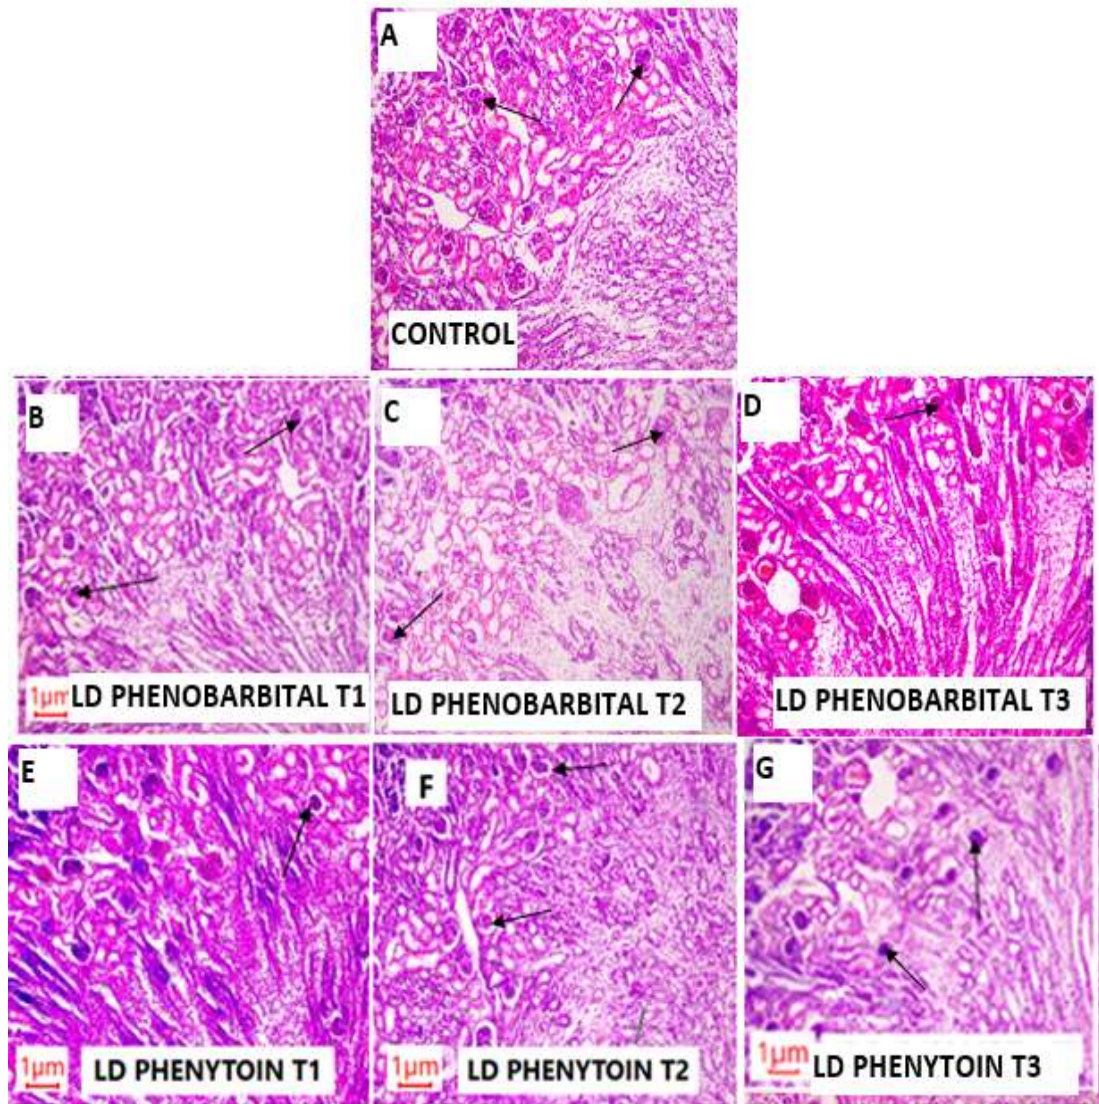 A
CONTROL
B
1μm
LD PHENOBARBITAL T1
C
LD PHENOBARBITAL T2
D
LD PHENOBARBITAL T3
E
1μm
LD PHENYTOIN T1
F
1μm
LD PHENYTOIN T2
G
1μm
LD PHENYTOIN T3